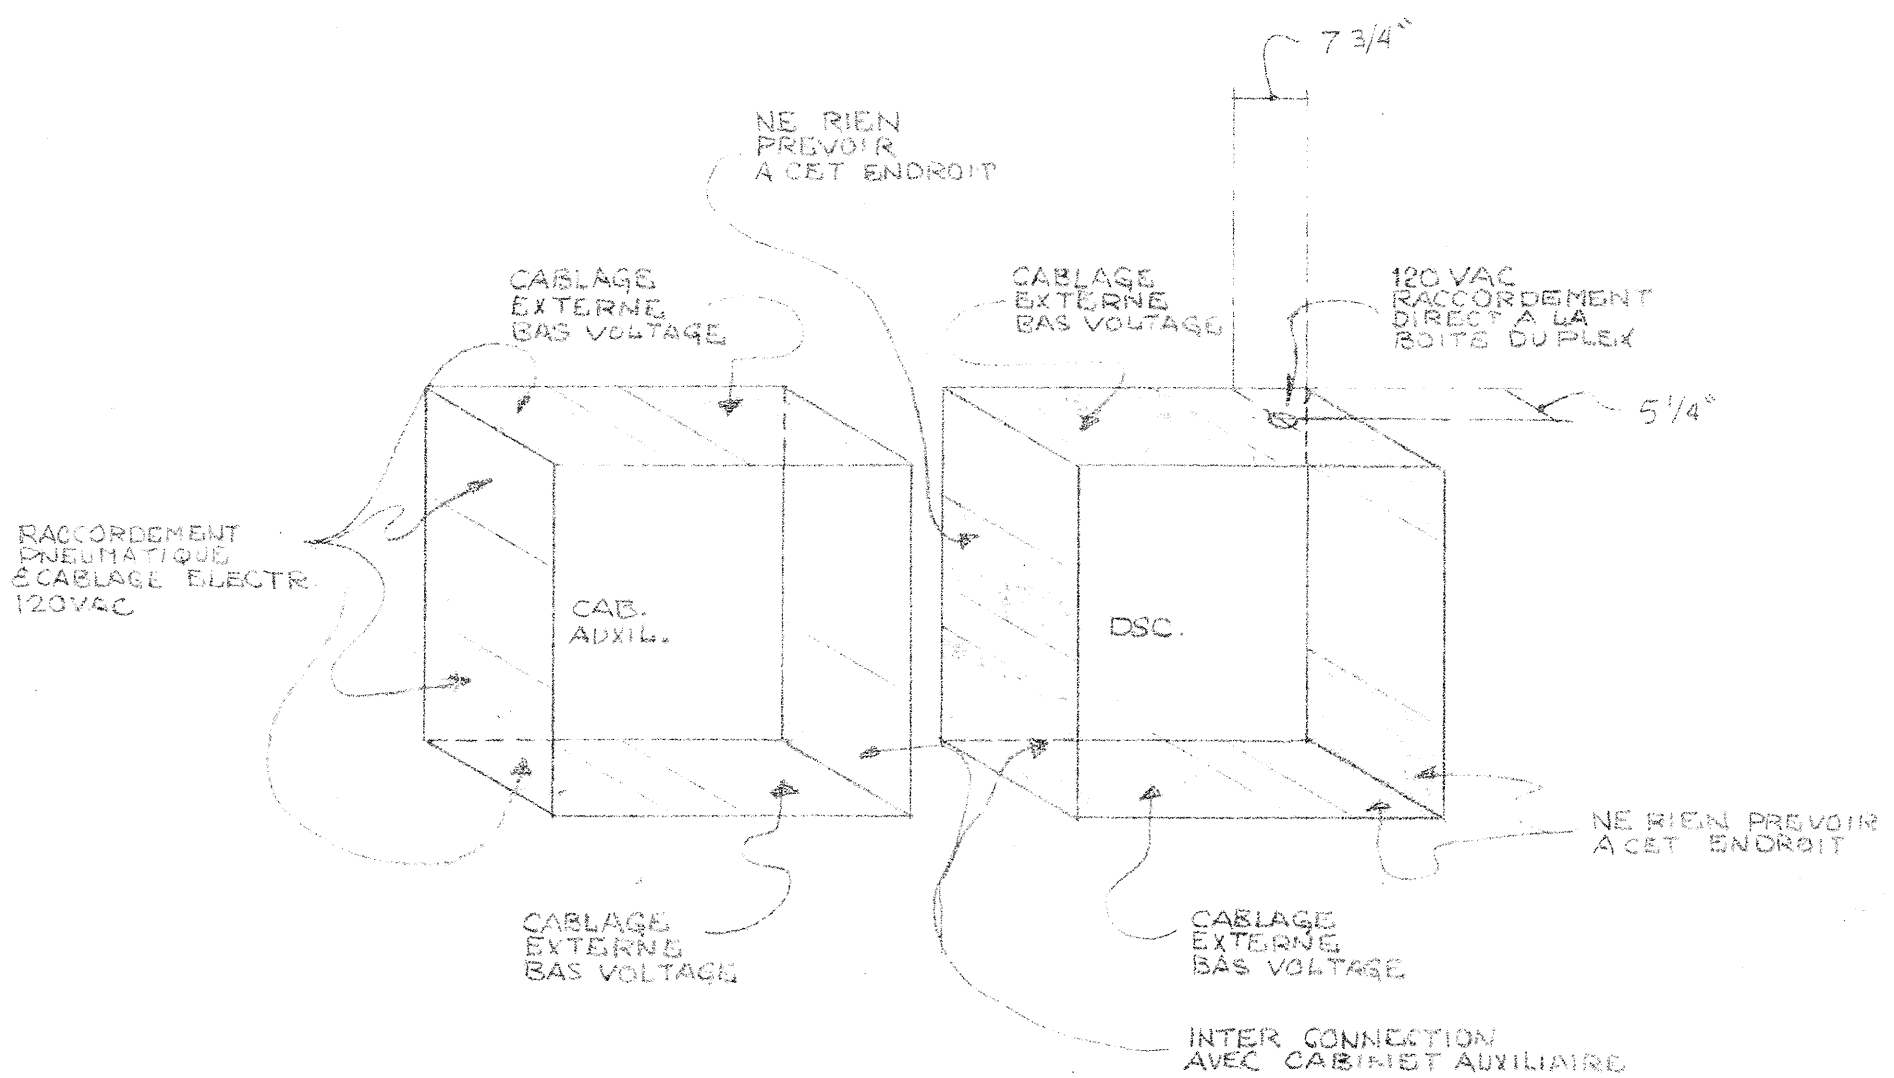 7 3/4"
NE RIEN
PREVOIR
A CET ENDROIT
CABLAGE
EXTERNE
BAS VOLTAGE
CABLAGE
EXTERNE
BAS VOLTAGE
120 VAC
RACCORDEMENT
DIRECT A LA
BOITE DUPLEX
5 1/4"
RACCORDEMENT
PNEUMATIQUE
& CABLAGE ELECTR.
120VAC
CAB.
AUXIL.
DSC.
NE RIEN PREVOIR
A CET ENDROIT
CABLAGE
EXTERNE
BAS VOLTAGE
CABLAGE
EXTERNE
BAS VOLTAGE
INTER CONNECTION
AVEC CABINET AUXILIAIRE